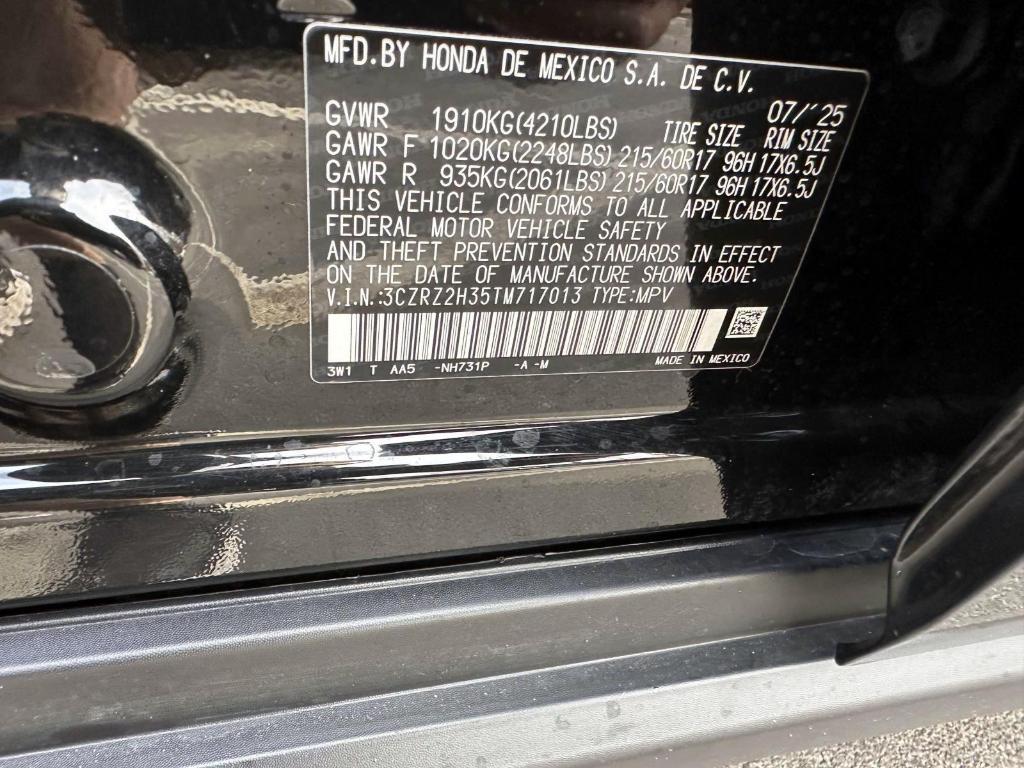 MFD.BY HONDA DE MEXICO S.A. DE C.V.
07/'25
GVWR 1910KG(4210LBS) TIRE SIZE RIM SIZE
GAWR F 1020KG(2248LBS) 215/60R17 96H 17X6.5J
GAWR R 935KG(2061LBS) 215/60R17 96H 17X6.5J
THIS VEHICLE CONFORMS TO ALL APPLICABLE
FEDERAL MOTOR VEHICLE SAFETY
AND THEFT PREVENTION STANDARDS IN EFFECT
ON THE DATE OF MANUFACTURE SHOWN ABOVE.
V.I.N.:3CZRZ2H35TM717013 TYPE:MPV
3W1 T AA5 -NH731P -A -M MADE IN MEXICO